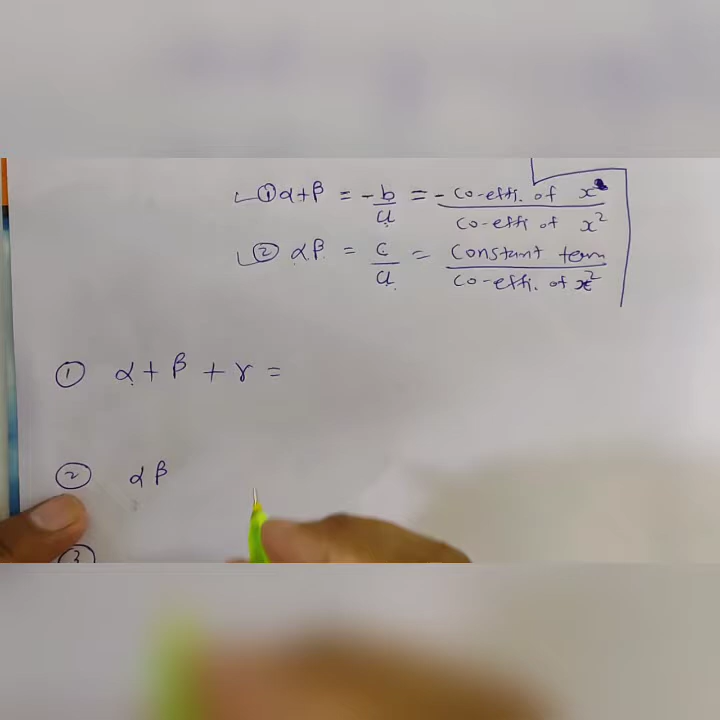 ① α+β = -b/a = - co-effi. of x / co-effi of x²
② αβ = c/a = constant term / co-effi. of x²
① α + β + γ =
② αβ
③